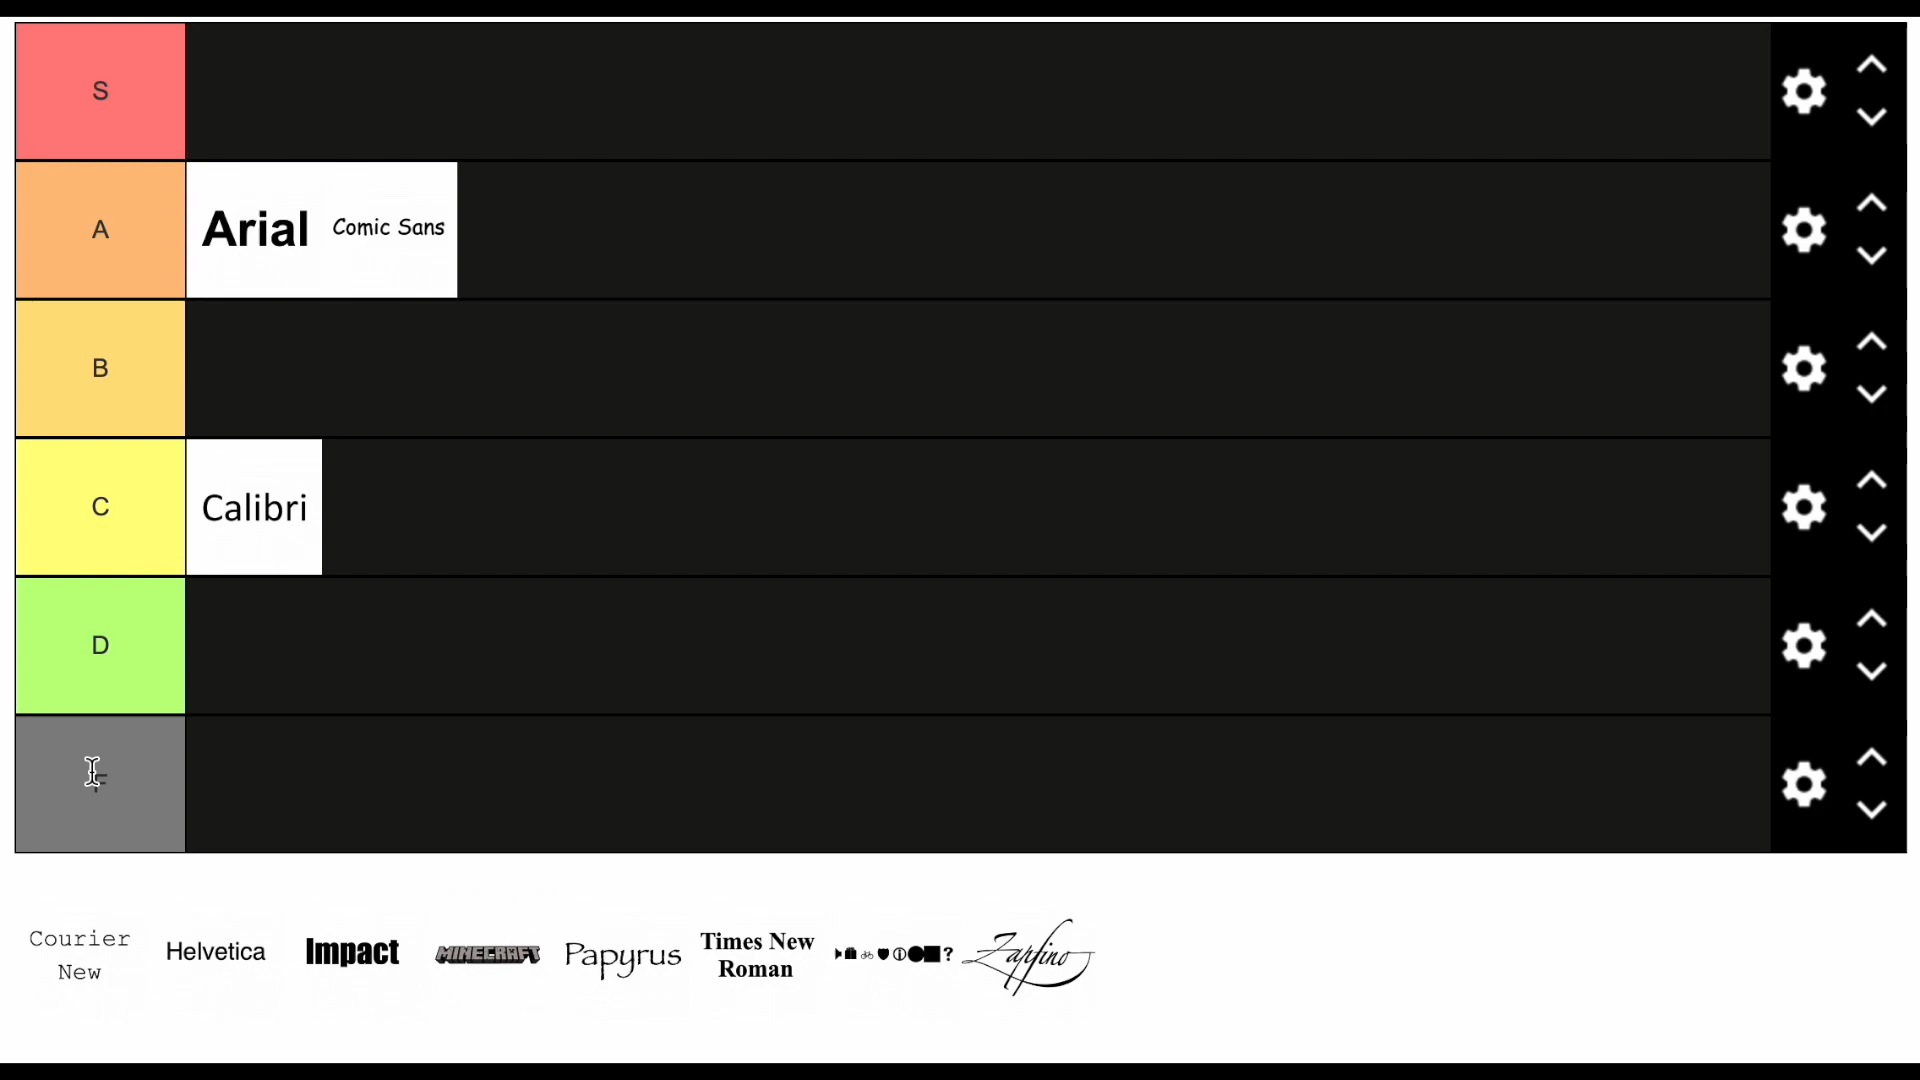 S
A
Arial
Comic Sans
B
C
Calibri
D
F
Courier
New
Helvetica
Impact
MINECRAFT
Papyrus
Times New
Roman
?
Zapfino